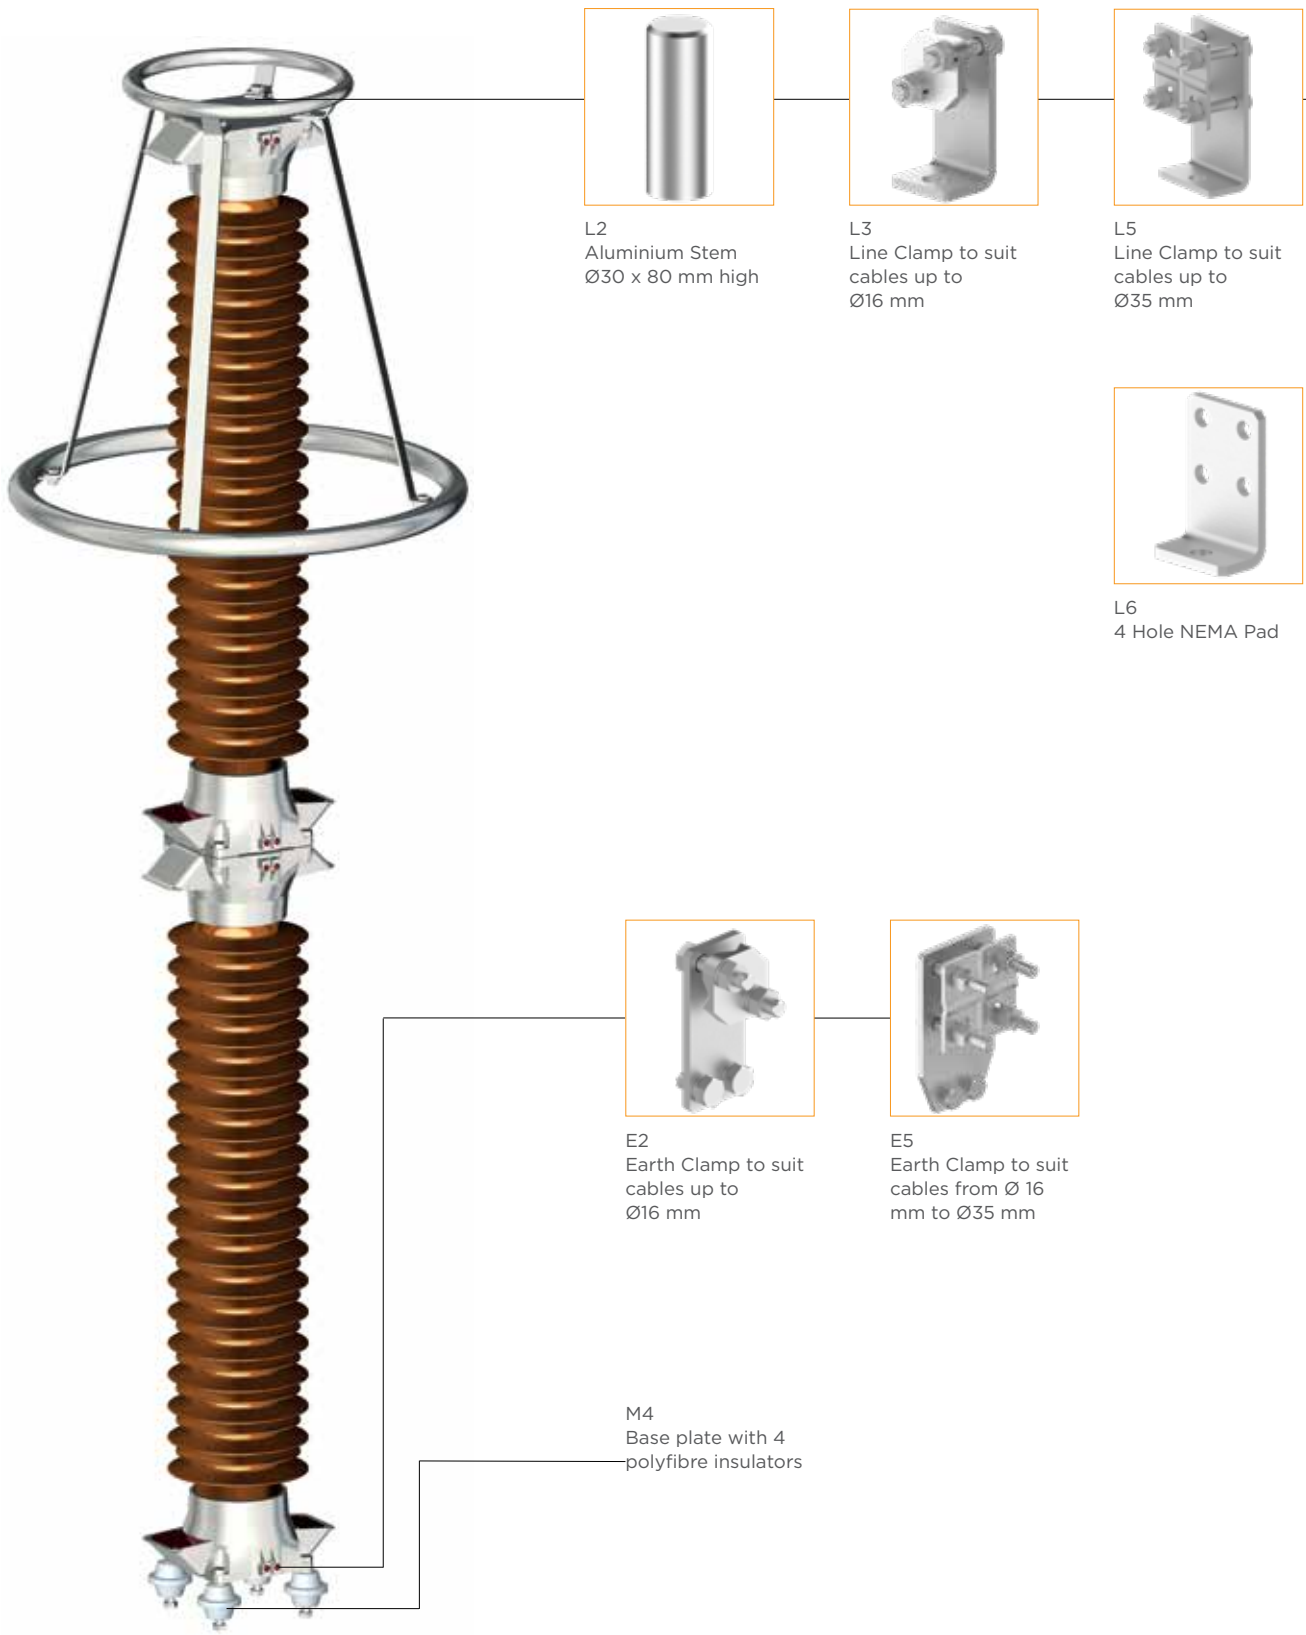 L2
Aluminium Stem
Ø30 x 80 mm high
L3
Line Clamp to suit
cables up to
Ø16 mm
L5
Line Clamp to suit
cables up to
Ø35 mm
L6
4 Hole NEMA Pad
E2
Earth Clamp to suit
cables up to
Ø16 mm
E5
Earth Clamp to suit
cables from Ø 16
mm to Ø35 mm
M4
Base plate with 4
polyfibre insulators